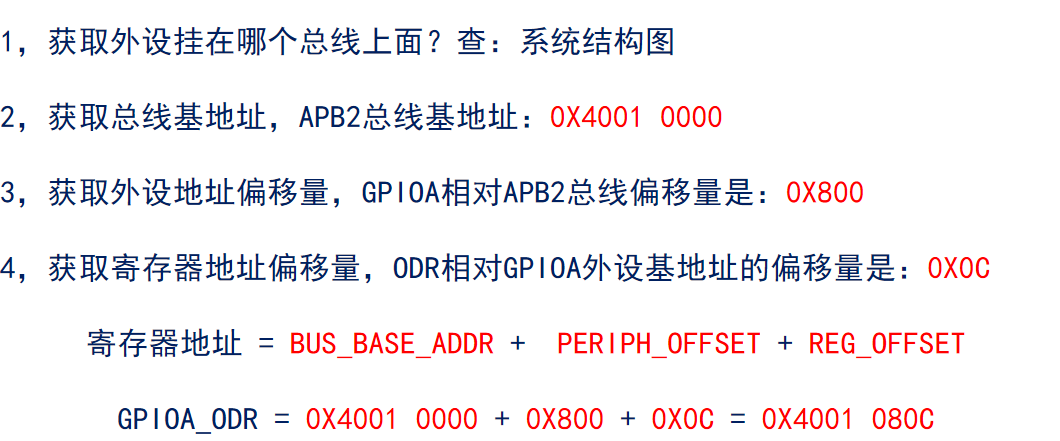 1，获取外设挂在哪个总线上面？查：系统结构图
2，获取总线基地址，APB2总线基地址：0X4001 0000
3，获取外设地址偏移量，GPIOA相对APB2总线偏移量是：0X800
4，获取寄存器地址偏移量，ODR相对GPIOA外设基地址的偏移量是：0X0C
寄存器地址 = BUS_BASE_ADDR + PERIPH_OFFSET + REG_OFFSET
GPIOA_ODR = 0X4001 0000 + 0X800 + 0X0C = 0X4001 080C